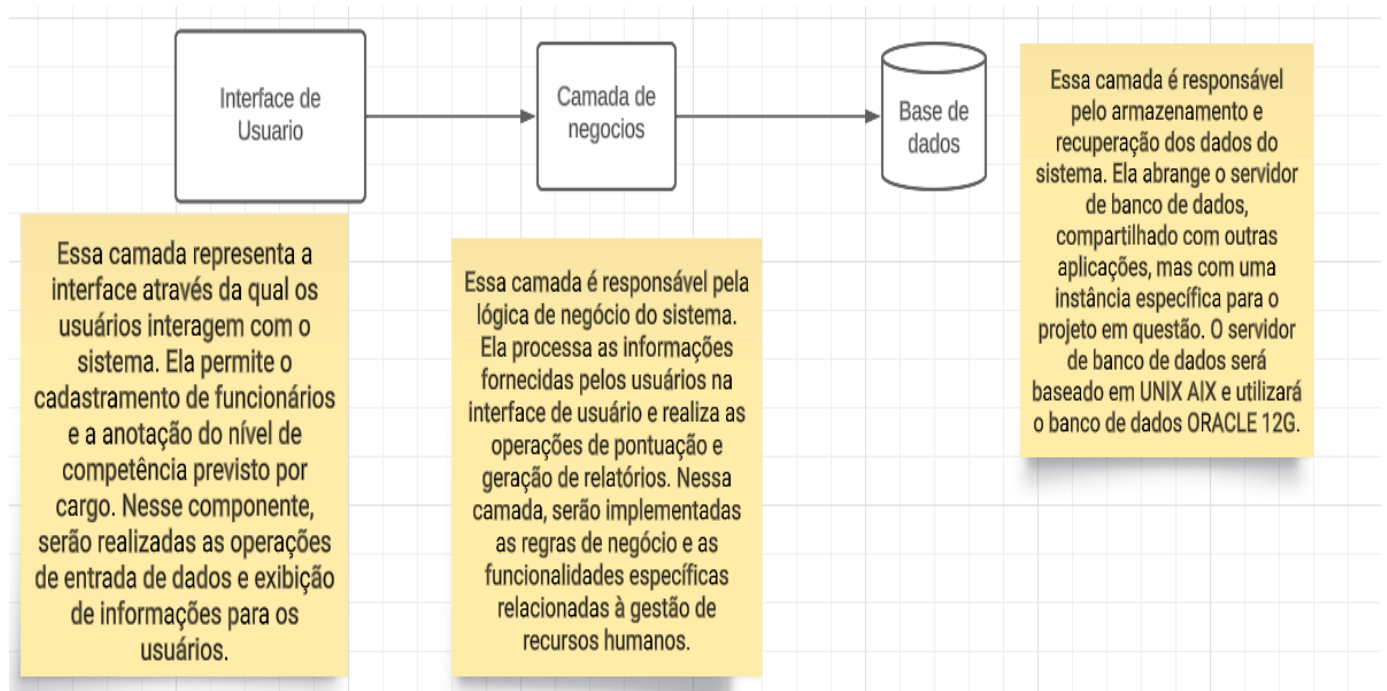 Interface de
Usuario
Camada de
negocios
Base de
dados
Essa camada representa a
interface através da qual os
usuários interagem com o
sistema. Ela permite o
cadastramento de funcionários
e a anotação do nível de
competência previsto por
cargo. Nesse componente,
serão realizadas as operações
de entrada de dados e exibição
de informações para os
usuários.
Essa camada é responsável pela
lógica de negócio do sistema.
Ela processa as informações
fornecidas pelos usuários na
interface de usuário e realiza as
operações de pontuação e
geração de relatórios. Nessa
camada, serão implementadas
as regras de negócio e as
funcionalidades específicas
relacionadas à gestão de
recursos humanos.
Essa camada é responsável
pelo armazenamento e
recuperação dos dados do
sistema. Ela abrange o servidor
de banco de dados,
compartilhado com outras
aplicações, mas com uma
instância específica para o
projeto em questão. O servidor
de banco de dados será
baseado em UNIX AIX e utilizará
o banco de dados ORACLE 12G.